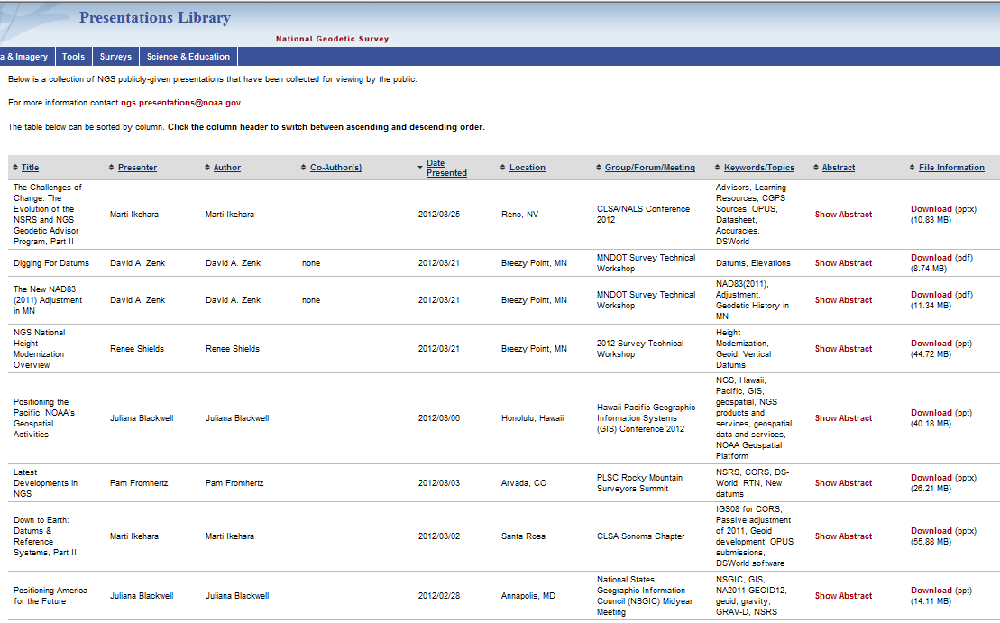 Presentations Library
National Geodetic Survey
a & Imagery Tools Surveys Science & Education
Below is a collection of NGS publicly-given presentations that have been collected for viewing by the public.
For more information contact ngs.presentations@noaa.gov.
The table below can be sorted by column. Click the column header to switch between ascending and descending order.
Title Presenter Author Co-Author(s) Date Presented Location Group/Forum/Meeting Keywords/Topics Abstract File Information
The Challenges of
Change: The
Evolution of the
NSRS and NGS
Geodetic Advisor
Program, Part II
Marti Ikehara
Marti Ikehara
2012/03/25
Reno, NV
CLSA/NALS Conference
2012
Advisors, Learning
Resources, CGPS
Sources, OPUS,
Datasheet,
Accuracies,
DSWorld
Show Abstract
Download (pptx)
(10.83 MB)
Digging For Datums
David A. Zenk
David A. Zenk
none
2012/03/21
Breezy Point, MN
MNDOT Survey Technical
Workshop
Datums, Elevations
Show Abstract
Download (pdf)
(8.74 MB)
The New NAD83
(2011) Adjustment
in MN
David A. Zenk
David A. Zenk
none
2012/03/21
Breezy Point, MN
MNDOT Survey Technical
Workshop
NAD83(2011),
Adjustment,
Geodetic History in
MN
Show Abstract
Download (pdf)
(11.34 MB)
NGS National
Height
Modernization
Overview
Renee Shields
Renee Shields
2012/03/21
Breezy Point, MN
2012 Survey Technical
Workshop
Height
Modernization,
Geoid, Vertical
Datums
Show Abstract
Download (ppt)
(44.72 MB)
Positioning the
Pacific: NOAA's
Geospatial
Activities
Juliana Blackwell
Juliana Blackwell
2012/03/06
Honolulu, Hawaii
Hawaii Pacific Geographic
Information Systems
(GIS) Conference 2012
NGS, Hawaii,
Pacific, GIS,
geospatial, NGS
products and
services, geospatial
data and services,
NOAA Geospatial
Platform
Show Abstract
Download (ppt)
(40.18 MB)
Latest
Developments in
NGS
Pam Fromhertz
Pam Fromhertz
2012/03/03
Arvada, CO
PLSC Rocky Mountain
Surveyors Summit
NSRS, CORS, DS-
World, RTN, New
datums
Show Abstract
Download (pptx)
(26.21 MB)
Down to Earth:
Datums &
Reference
Systems, Part II
Marti Ikehara
Marti Ikehara
2012/03/02
Santa Rosa
CLSA Sonoma Chapter
IGS08 for CORS,
Passive adjustment
of 2011, Geoid
development, OPUS
submissions,
DSWorld software
Show Abstract
Download (pptx)
(55.88 MB)
Positioning America
for the Future
Juliana Blackwell
Juliana Blackwell
2012/02/28
Annapolis, MD
National States
Geographic Information
Council (NSGIC) Midyear
Meeting
NSGIC, GIS,
NA2011 GEOID12,
geoid, gravity,
GRAV-D, NSRS
Show Abstract
Download (ppt)
(14.11 MB)